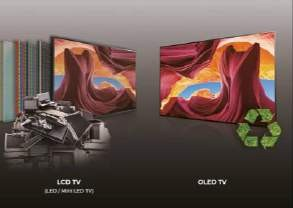 LCD TV
(LED / MINI LED TV)
OLED TV